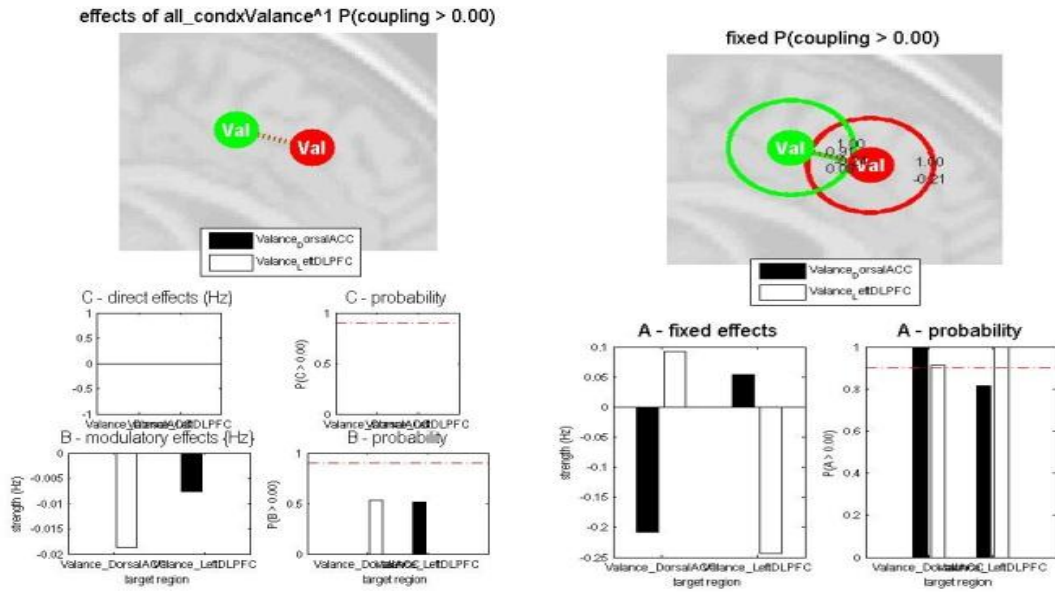 effects of all_condxValance^1 P(coupling > 0.00)
Val
Val
Valance_DorsalACC
Valance_LeftDLPFC
C - direct effects (Hz)
1
0.5
0
-0.5
-1
C - probability
P(C > 0.00)
1
0.5
0
B - modulatory effects {Hz}
strength (Hz)
0
-0.005
-0.01
-0.015
-0.02
Valance_DorsalACC
Valance_LeftDLPFC
target region
B - probability
P(B > 0.00)
1
0.5
0
Valance_LeftDLPFC
target region
fixed P(coupling > 0.00)
Val
Val
1.00
1.00
-0.21
Valance_DorsalACC
Valance_LeftDLPFC
A - fixed effects
strength (Hz)
0.1
0.05
0
-0.05
-0.1
-0.15
-0.2
-0.25
Valance_DorsalACC
Valance_LeftDLPFC
target region
A - probability
P(A > 0.00)
1
0.8
0.6
0.4
0.2
0
Valance_LeftDLPFC
target region